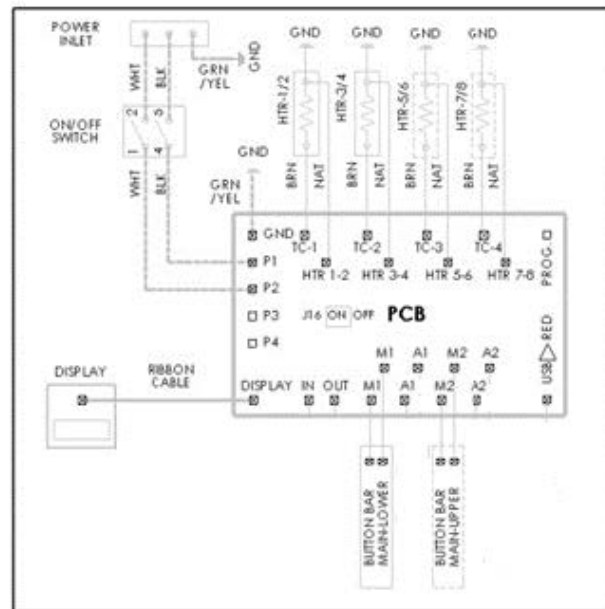 POWER
INLET
GND
GND
GND
GND
GND
WHT
BLK
GRN
/YEL
GND
2
5
ON/OFF
SWITCH
1
4
HTR-1/2
HTR-3/4
HTR-5/6
HTR-7/8
WHT
BLK
GND
GRN
/YEL
BRN
NAT
BRN
NAT
BRN
NAT
BRN
NAT
GND
TC-1
TC-2
TC-3
TC-4
PROG.
P1
HTR 1-2
HTR 3-4
HTR 5-6
HTR 7-8
P2
P3
J16 ON OFF
PCB
RED
P4
M1
A1
M2
A2
USB
DISPLAY
RIBBON
CABLE
DISPLAY
IN
OUT
M1
A1
M2
A2
BUTTON BAR
MAIN-LOWER
BUTTON BAR
MAIN-UPPER